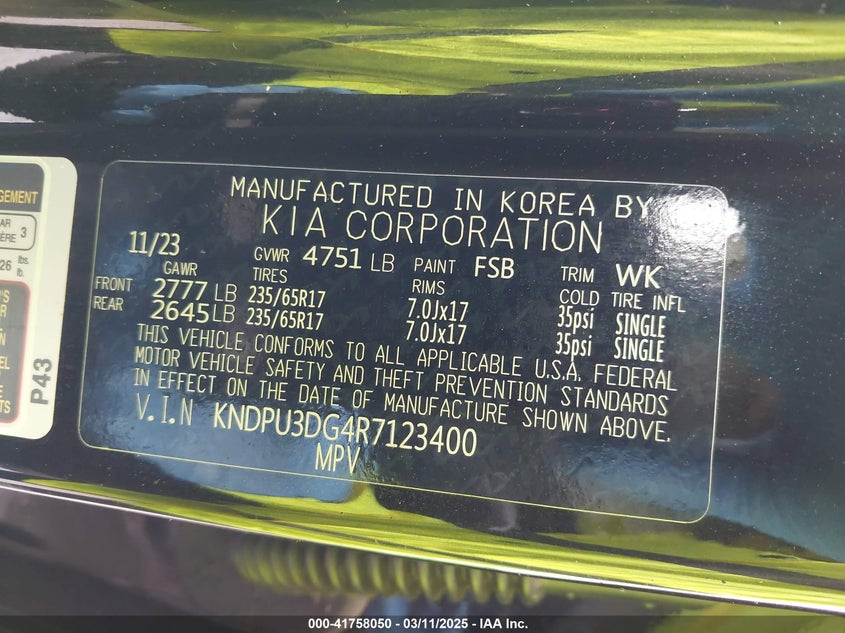 MANUFACTURED IN KOREA BY
KIA CORPORATION
11/23 GVWR 4751 LB PAINT FSB TRIM WK
GAWR TIRES RIMS COLD TIRE INFL
FRONT 2777 LB 235/65R17 7.0Jx17 35psi SINGLE
REAR 2645 LB 235/65R17 7.0Jx17 35psi SINGLE
THIS VEHICLE CONFORMS TO ALL APPLICABLE U.S.A. FEDERAL
MOTOR VEHICLE SAFETY AND THEFT PREVENTION STANDARDS
IN EFFECT ON THE DATE OF MANUFACTURE SHOWN ABOVE.
V.I.N KNDPU3DG4R7123400
MPV
3
lbs.
lb.
P43
000-41758050 - 03/11/2025 - IAA Inc.